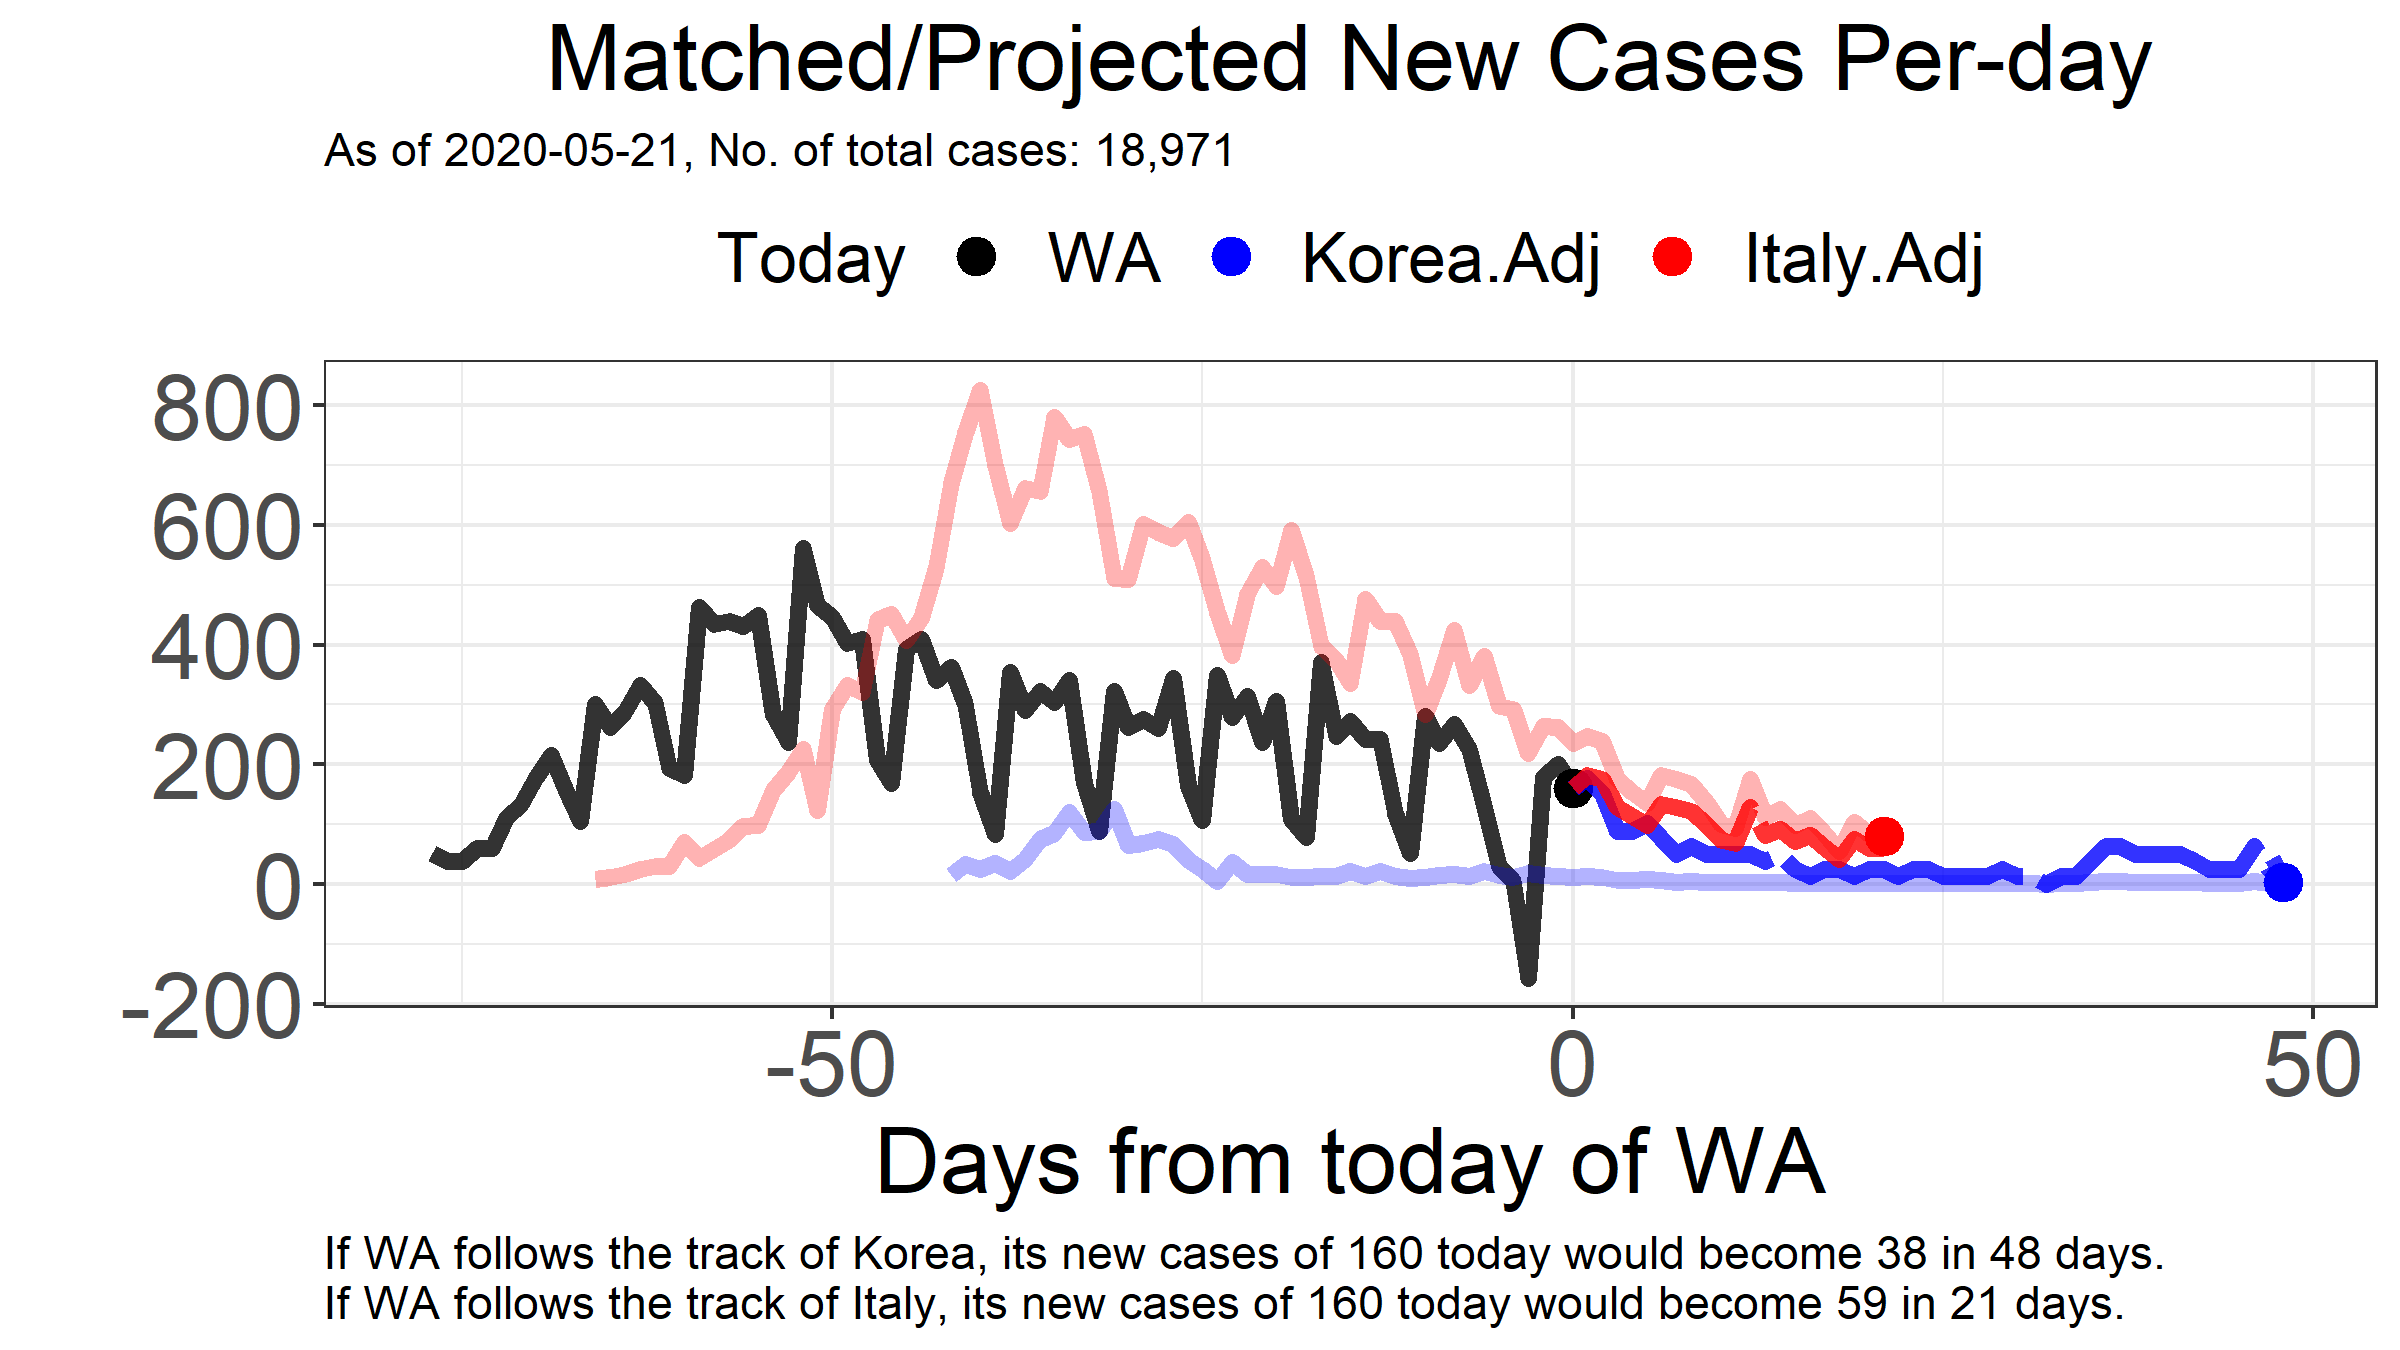 Matched/Projected New Cases Per-day
As of 2020-05-21, No. of total cases: 18,971
Today WA Korea.Adj Italy.Adj
800
600
400
200
0
-200
-50 0 50
Days from today of WA
If WA follows the track of Korea, its new cases of 160 today would become 38 in 48 days.
If WA follows the track of Italy, its new cases of 160 today would become 59 in 21 days.